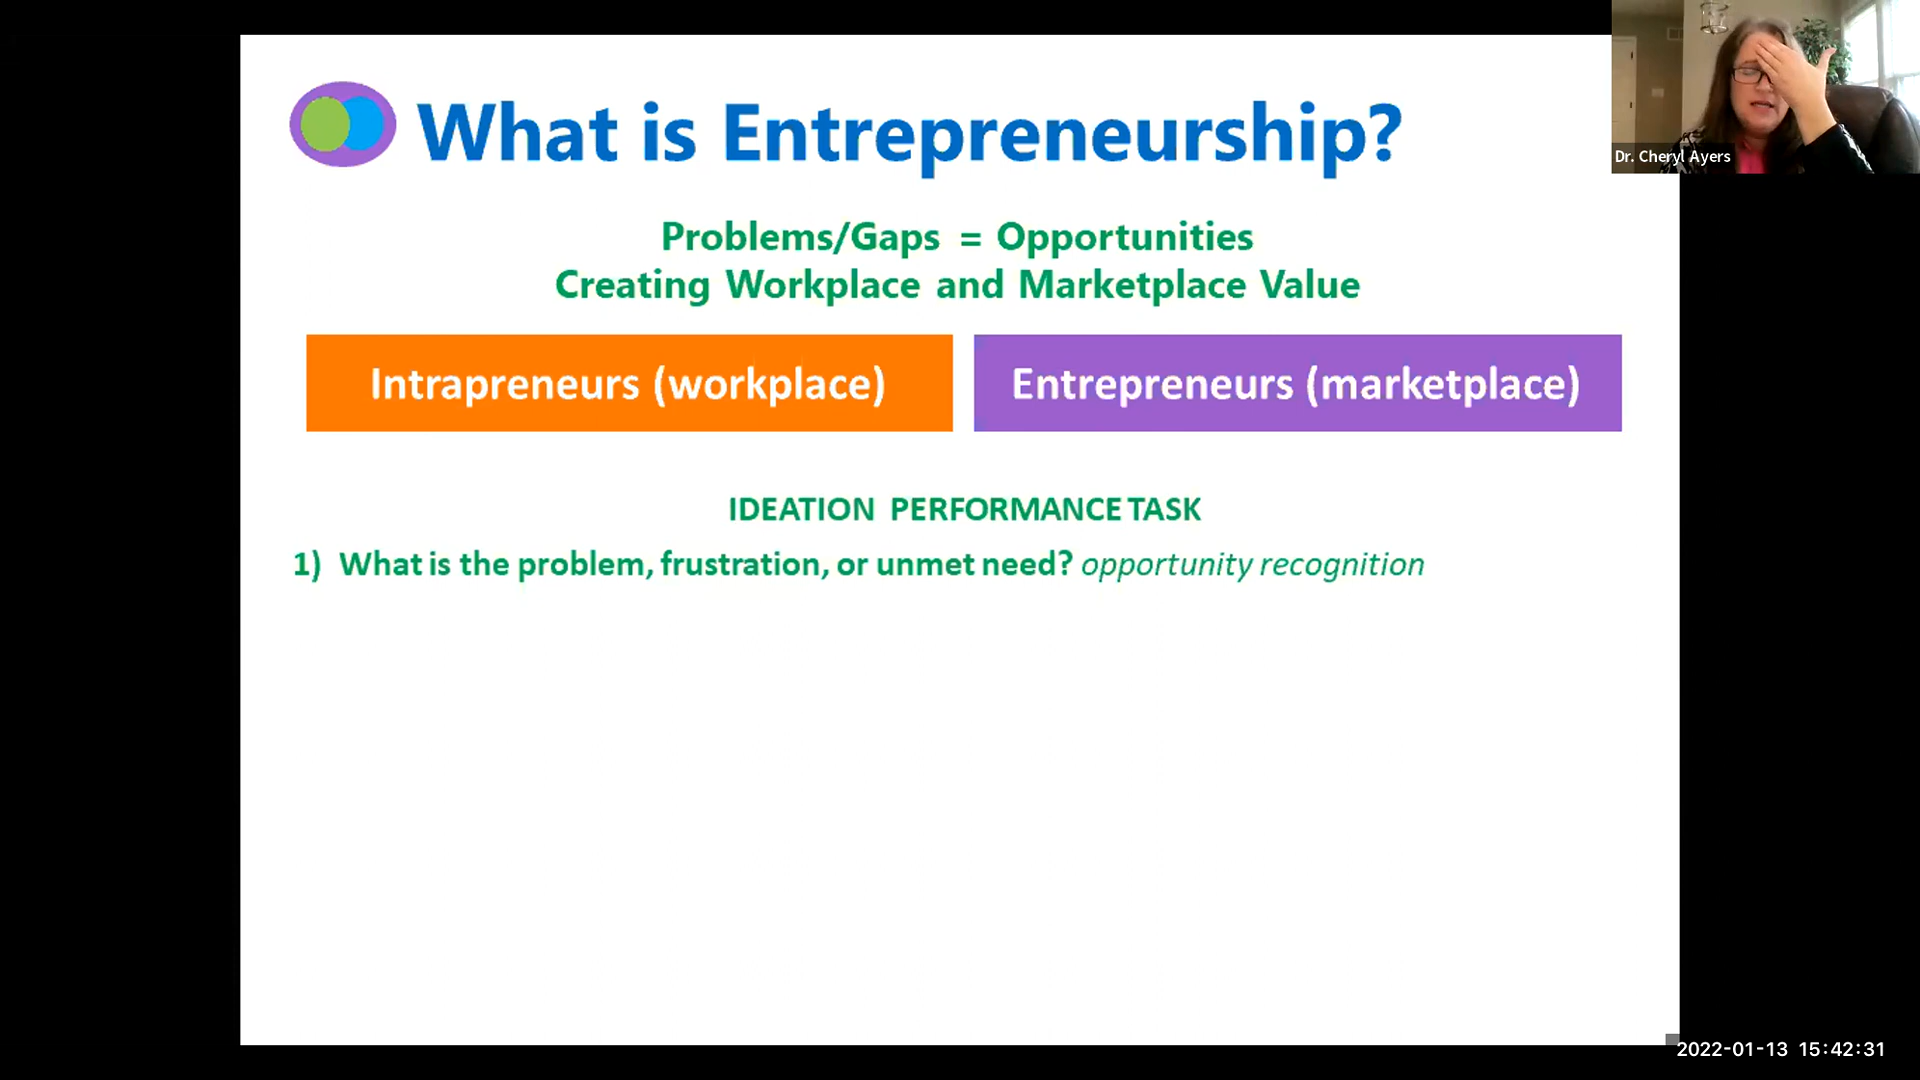 What is Entrepreneurship?
Dr. Cheryl Ayers
Problems/Gaps = Opportunities
Creating Workplace and Marketplace Value
Intrapreneurs (workplace)
Entrepreneurs (marketplace)
IDEATION PERFORMANCE TASK
1) What is the problem, frustration, or unmet need? opportunity recognition
2022-01-13 15:42:31